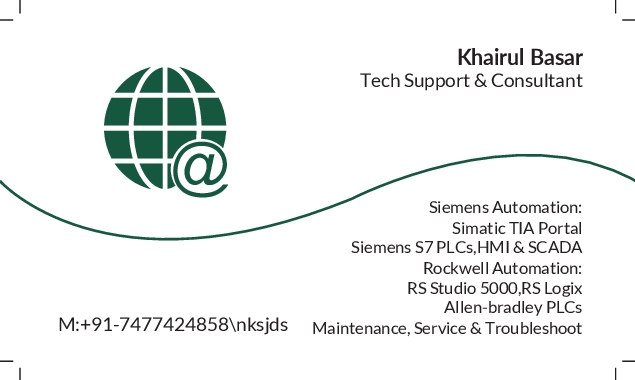 Khairul Basar
Tech Support & Consultant
@
Siemens Automation:
Simatic TIA Portal
Siemens S7 PLCs,HMI & SCADA
Rockwell Automation:
RS Studio 5000,RS Logix
Allen-bradley PLCs
Maintenance, Service & Troubleshoot
M:+91-7477424858\nksjds